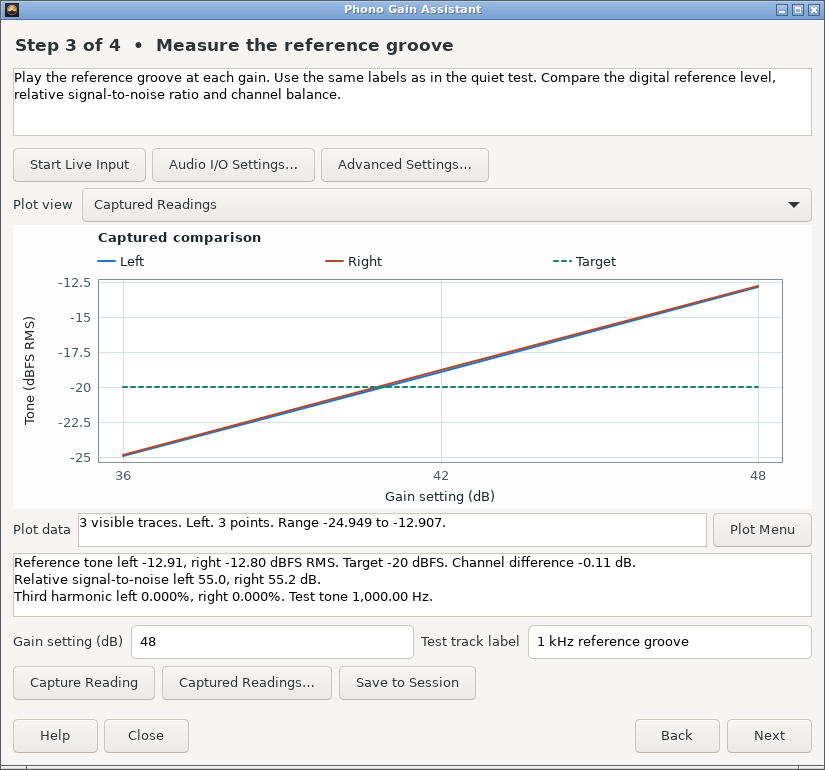 Phono Gain Assistant
Step 3 of 4 • Measure the reference groove
Play the reference groove at each gain. Use the same labels as in the quiet test. Compare the digital reference level,
relative signal-to-noise ratio and channel balance.
Start Live Input
Audio I/O Settings...
Advanced Settings...
Plot view
Captured Readings
Captured comparison
Left
Right
Target
Tone (dBFS RMS)
-12.5
-15
-17.5
-20
-22.5
-25
36
42
48
Gain setting (dB)
Plot data
3 visible traces. Left. 3 points. Range -24.949 to -12.907.
Plot Menu
Reference tone left -12.91, right -12.80 dBFS RMS. Target -20 dBFS. Channel difference -0.11 dB.
Relative signal-to-noise left 55.0, right 55.2 dB.
Third harmonic left 0.000%, right 0.000%. Test tone 1,000.00 Hz.
Gain setting (dB)
48
Test track label
1 kHz reference groove
Capture Reading
Captured Readings...
Save to Session
Help
Close
Back
Next